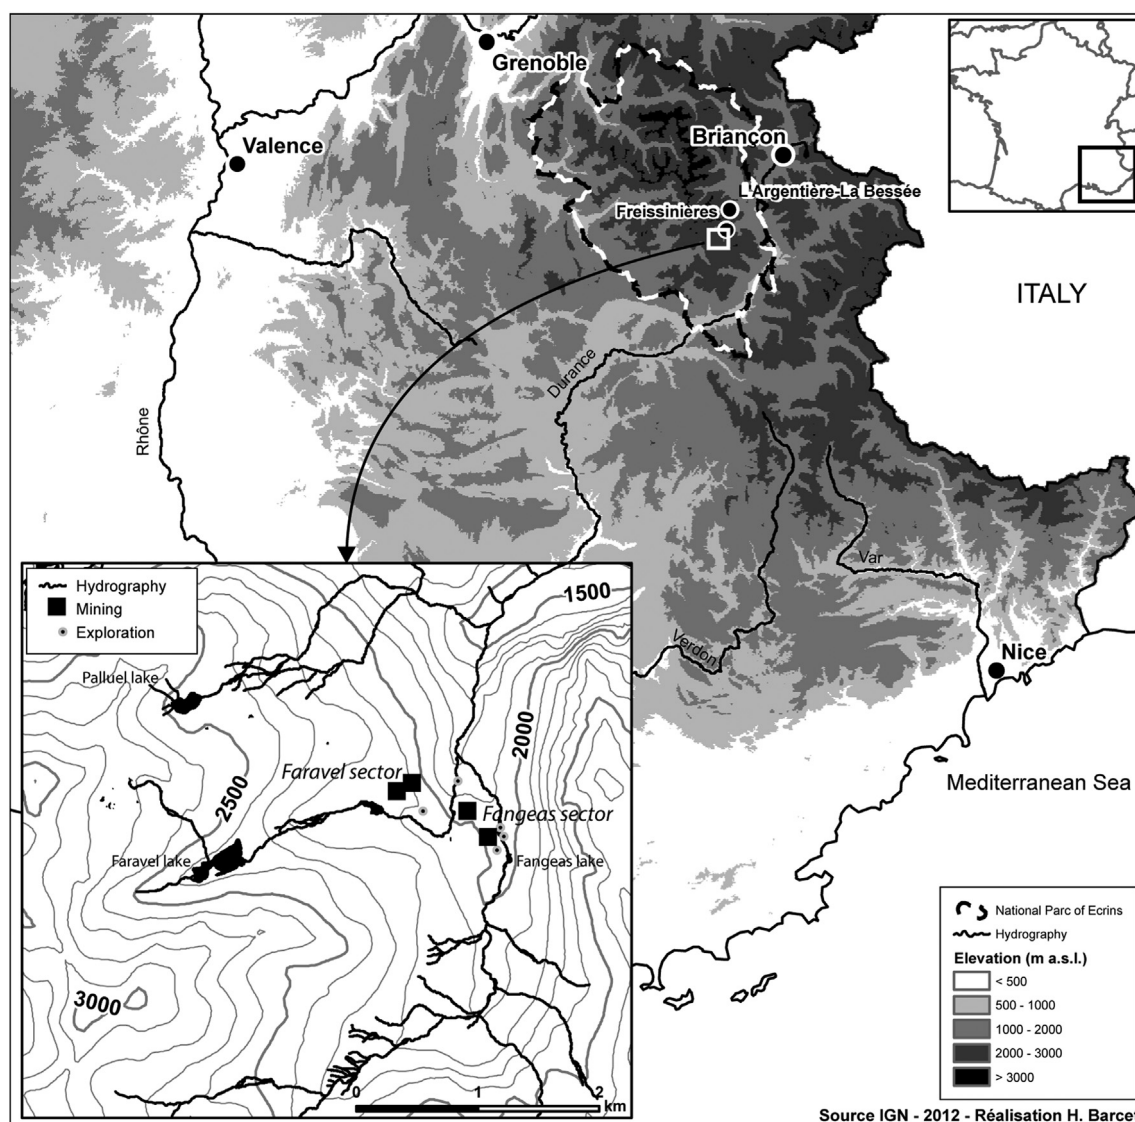 Grenoble
Valence
Briançon
L'Argentière-La Bessée
Freissinières
ITALY
Durance
Rhône
Var
Verdon
Nice
Mediterranean Sea
Hydrography
Mining
Exploration
1500
Palluel lake
2000
Faravel sector
2500
Fangeas sector
Faravel lake
Fangeas lake
3000
0 1 2
km
National Parc of Ecrins
Hydrography
Elevation (m a.s.l.)
< 500
500 - 1000
1000 - 2000
2000 - 3000
> 3000
Source IGN - 2012 - Réalisation H. Barcet